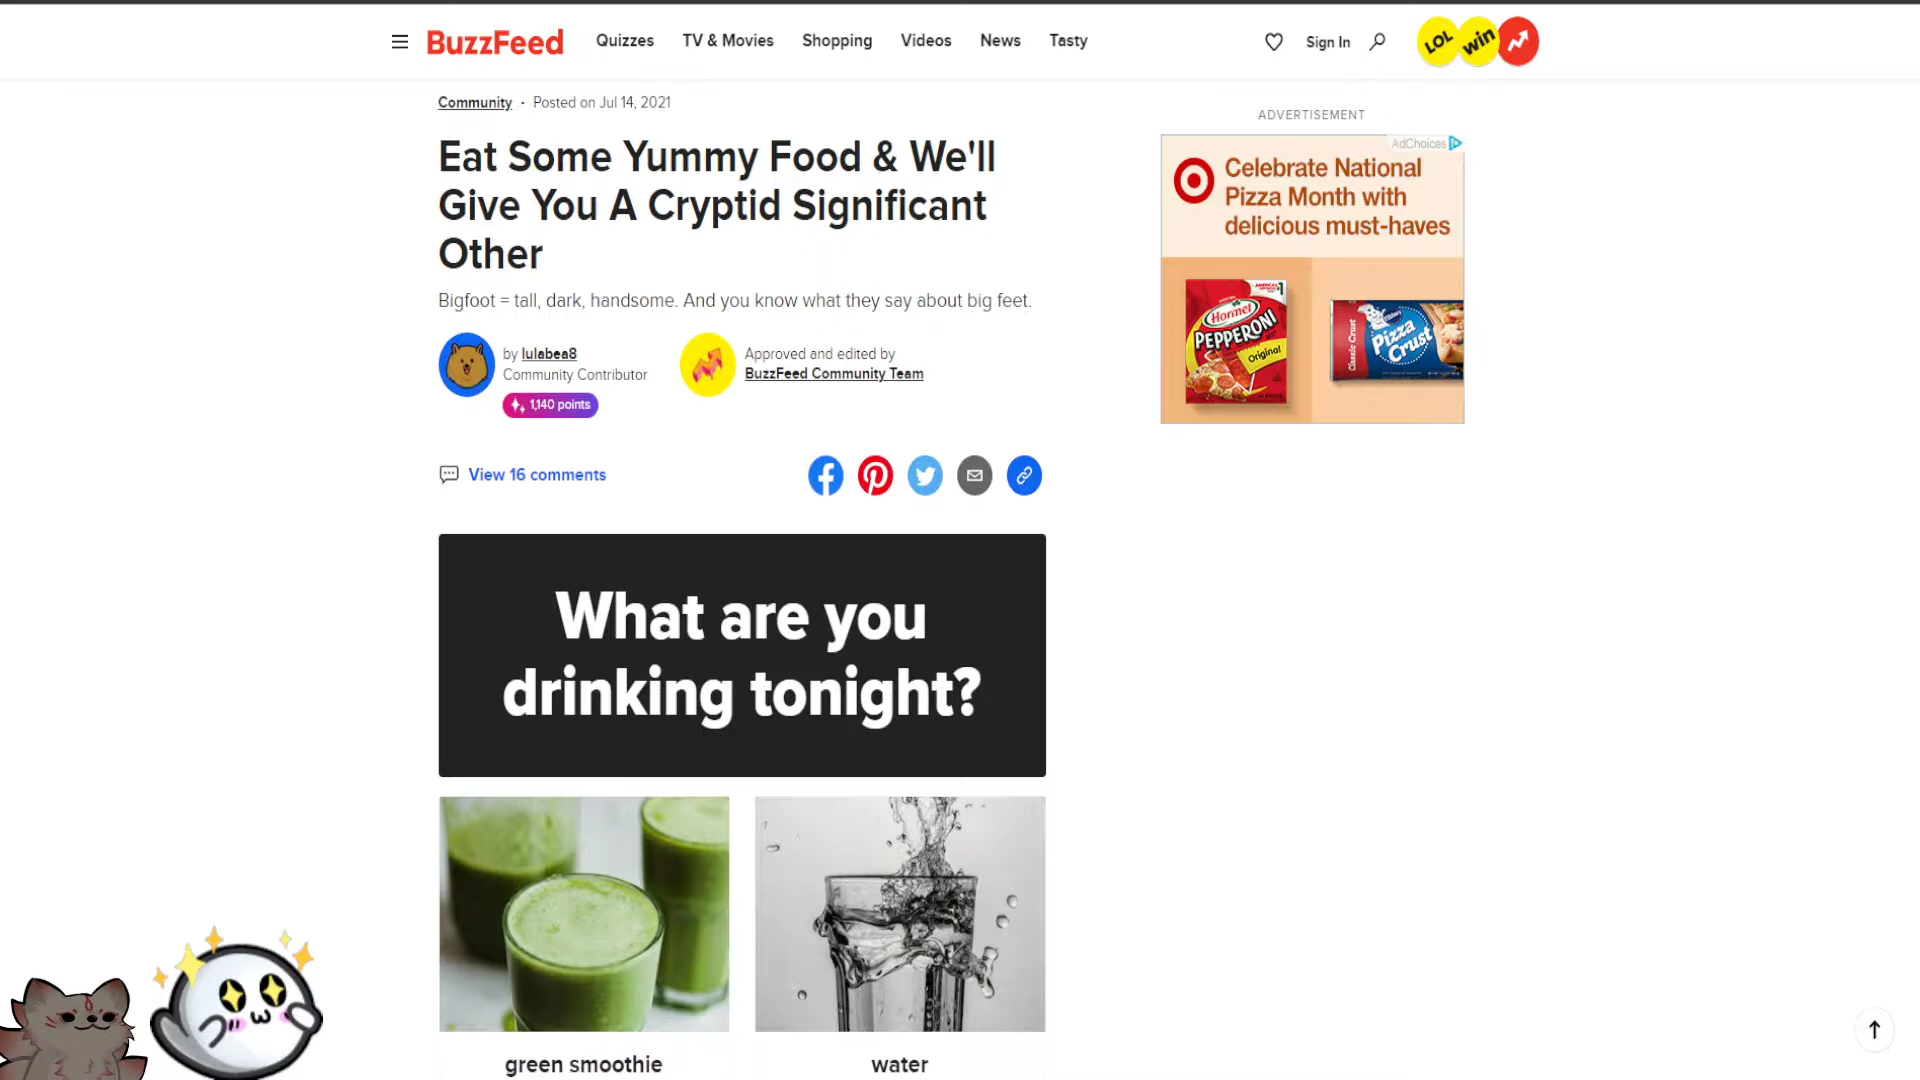 BuzzFeed Quizzes TV & Movies Shopping Videos News Tasty Sign In LOL win
Community · Posted on Jul 14, 2021
Eat Some Yummy Food & We'll
Give You A Cryptid Significant
Other
Bigfoot = tall, dark, handsome. And you know what they say about big feet.
by lulabea8
Community Contributor
1,140 points
Approved and edited by
BuzzFeed Community Team
View 16 comments
ADVERTISEMENT
AdChoices
Celebrate National
Pizza Month with
delicious must-haves
Hormel
PEPPERONI
Original
Pillsbury
Classic Crust
Pizza
Crust
What are you
drinking tonight?
green smoothie
water